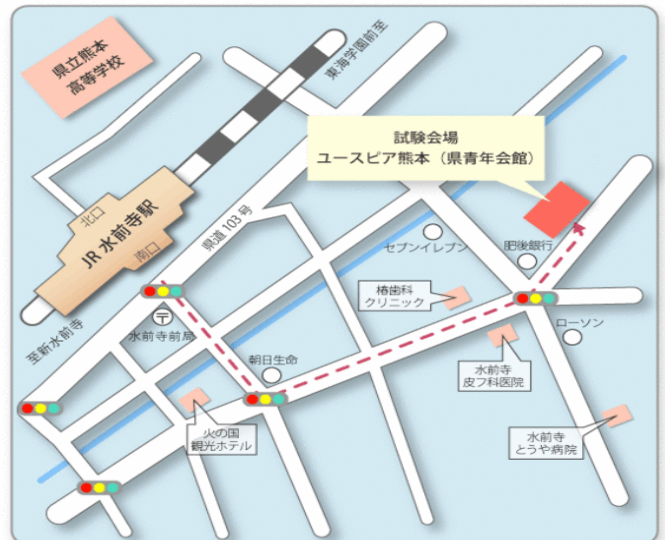 県立熊本
高等学校
東海学園前至
試験会場
ユースピア熊本（県青年会館）
北口
JR 水前寺駅
南口
県道 103 号
セブンイレブン
肥後銀行
椿歯科
クリニック
〒
水前寺前局
至新水前寺
朝日生命
ローソン
水前寺
皮フ科医院
火の国
観光ホテル
水前寺
とうや病院